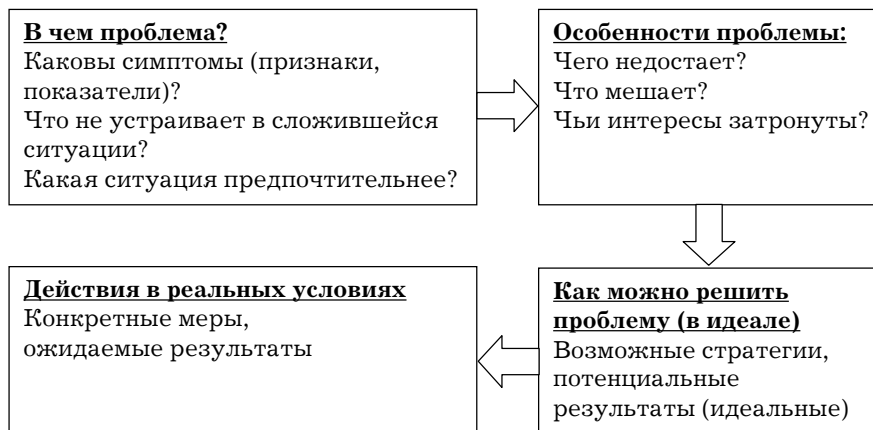 В чем проблема?
Каковы симптомы (признаки,
показатели)?
Что не устраивает в сложившейся
ситуации?
Какая ситуация предпочтительнее?
Особенности проблемы:
Чего недостает?
Что мешает?
Чьи интересы затронуты?
Как можно решить
проблему (в идеале)
Возможные стратегии,
потенциальные
результаты (идеальные)
Действия в реальных условиях
Конкретные меры,
ожидаемые результаты